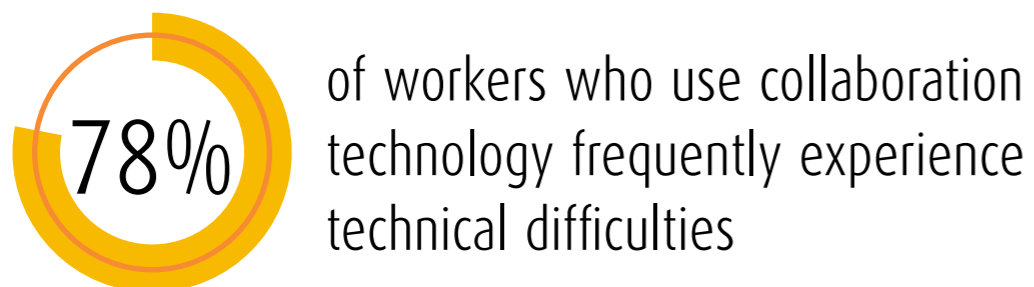 78%
of workers who use collaboration
technology frequently experience
technical difficulties